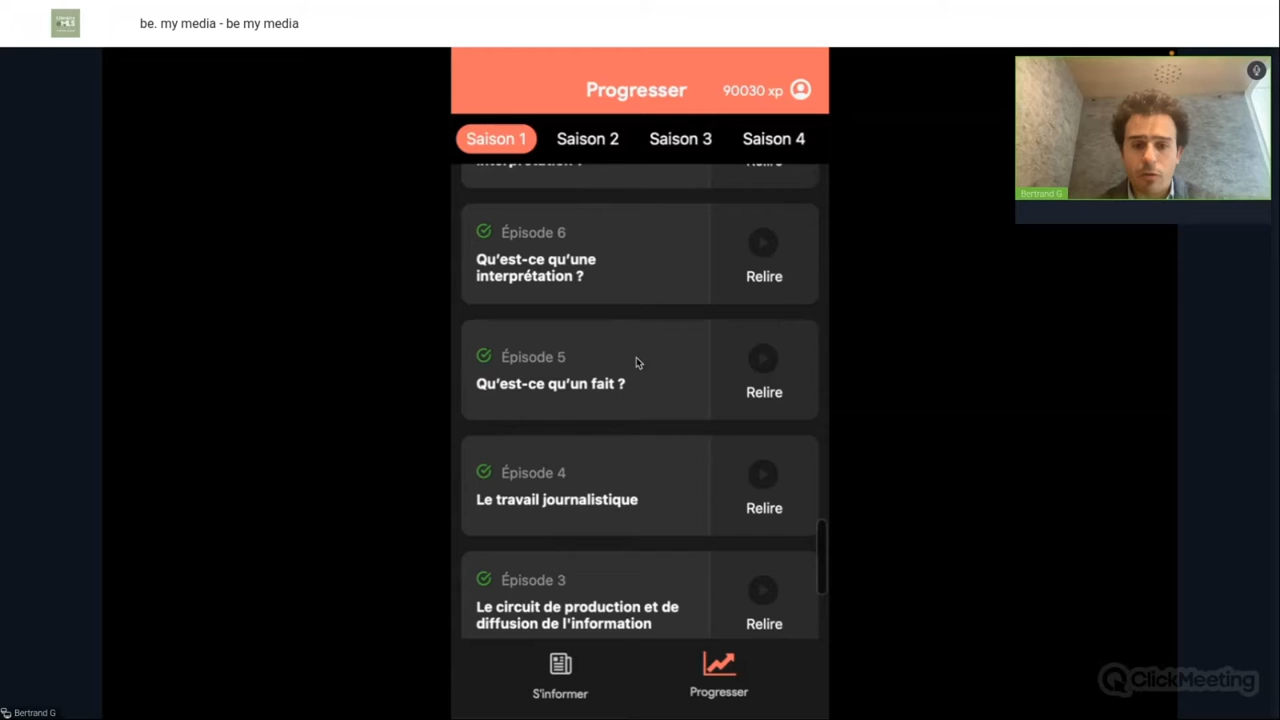 be. my media - be my media
Progresser
90030 xp
Saison 1
Saison 2
Saison 3
Saison 4
Épisode 6
Qu'est-ce qu'une
interprétation ?
Relire
Épisode 5
Qu'est-ce qu'un fait ?
Relire
Épisode 4
Le travail journalistique
Relire
Épisode 3
Le circuit de production et de
diffusion de l'information
Relire
S'informer
Progresser
Bertrand G
ClickMeeting
Bertrand G